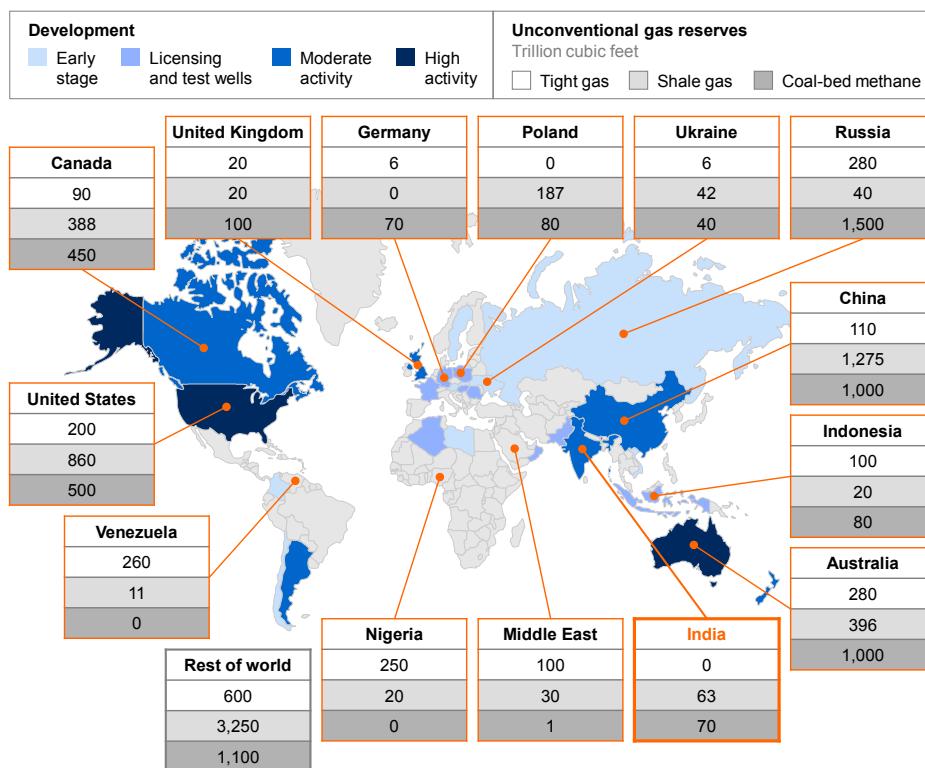 Development
Early stage
Licensing and test wells
Moderate activity
High activity
Unconventional gas reserves
Trillion cubic feet
Tight gas
Shale gas
Coal-bed methane
Canada
90
388
450
United Kingdom
20
20
100
Germany
6
0
70
Poland
0
187
80
Ukraine
6
42
40
Russia
280
40
1,500
China
110
1,275
1,000
United States
200
860
500
Indonesia
100
20
80
Venezuela
260
11
0
Australia
280
396
1,000
Nigeria
250
20
0
Middle East
100
30
1
India
0
63
70
Rest of world
600
3,250
1,100